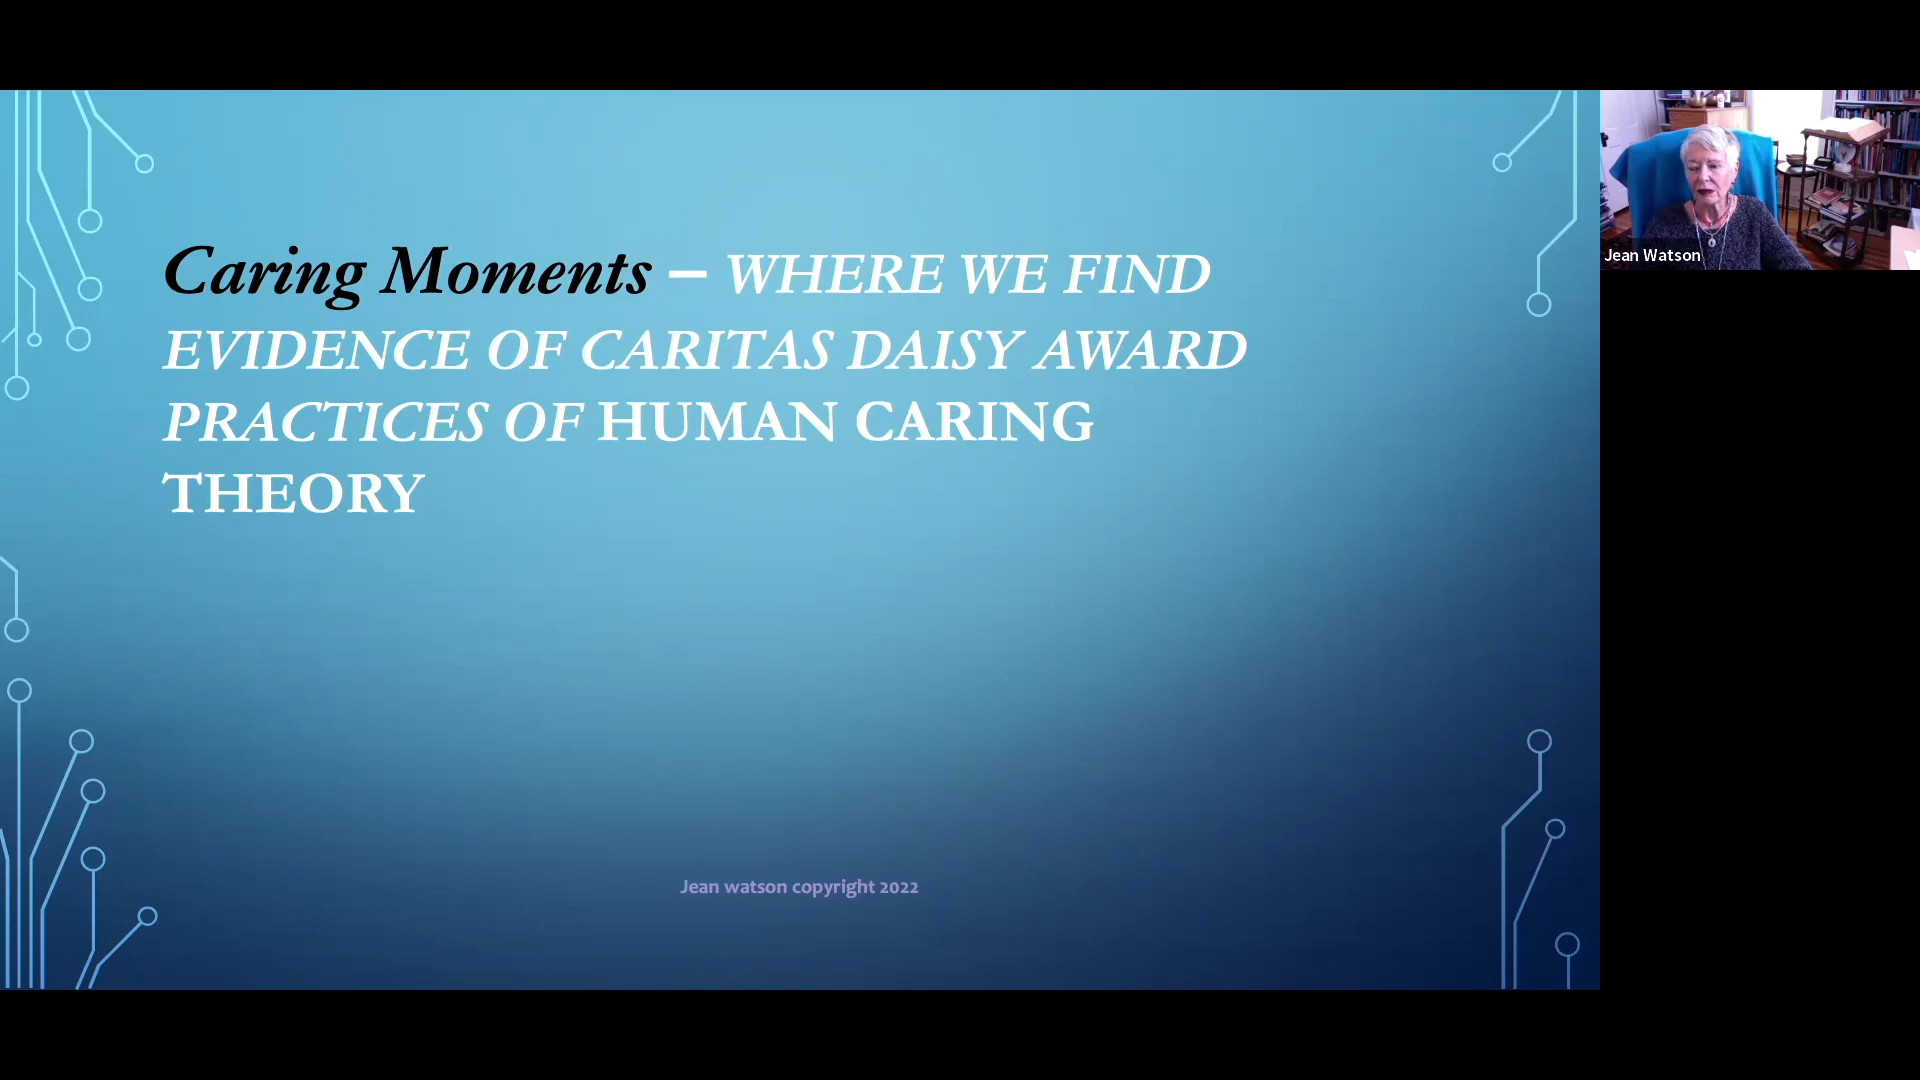 Caring Moments – WHERE WE FIND
EVIDENCE OF CARITAS DAISY AWARD
PRACTICES OF HUMAN CARING
THEORY
Jean watson copyright 2022
Jean Watson